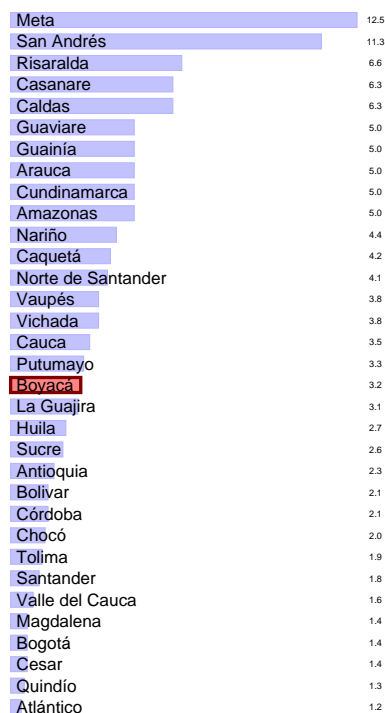 Meta 12.5
San Andrés 11.3
Risaralda 6.6
Casanare 6.3
Caldas 6.3
Guaviare 5.0
Guainía 5.0
Arauca 5.0
Cundinamarca 5.0
Amazonas 5.0
Nariño 4.4
Caquetá 4.2
Norte de Santander 4.1
Vaupés 3.8
Vichada 3.8
Cauca 3.5
Putumayo 3.3
Boyacá 3.2
La Guajira 3.1
Huila 2.7
Sucre 2.6
Antioquia 2.3
Bolivar 2.1
Córdoba 2.1
Chocó 2.0
Tolima 1.9
Santander 1.8
Valle del Cauca 1.6
Magdalena 1.4
Bogotá 1.4
Cesar 1.4
Quindío 1.3
Atlántico 1.2